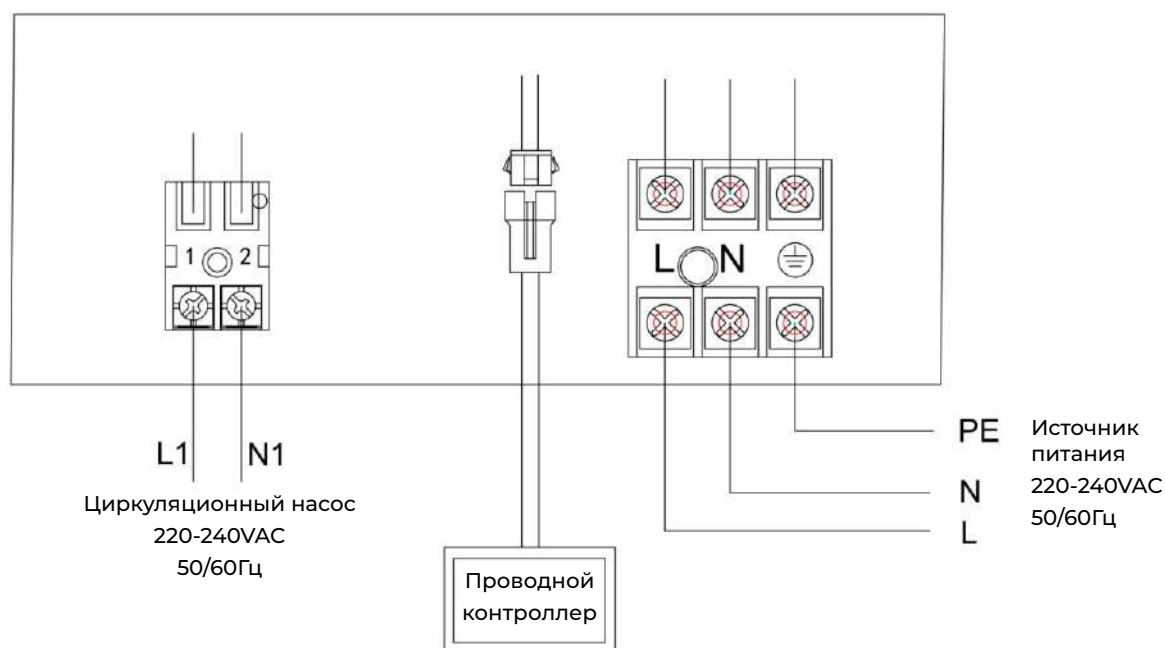 1 2
L N
L1 N1
Циркуляционный насос
220-240VAC
50/60Гц
Проводной
контроллер
PE
N
L
Источник
питания
220-240VAC
50/60Гц